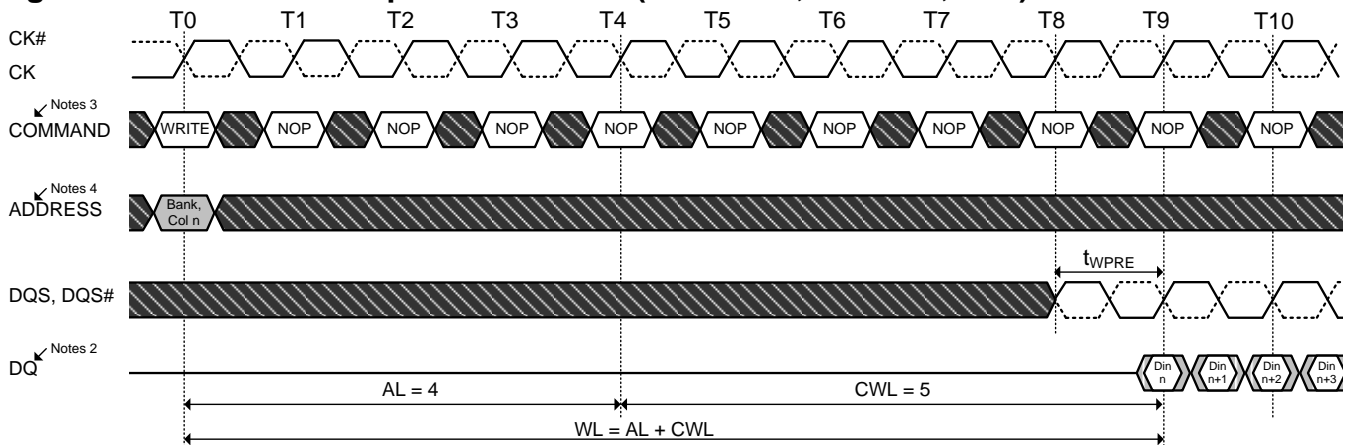 T0 T1 T2 T3 T4 T5 T6 T7 T8 T9 T10
CK#
CK
Notes 3
COMMAND WRITE NOP NOP NOP NOP NOP NOP NOP NOP NOP NOP
Notes 4
ADDRESS Bank,
Col n
tWPRE
DQS, DQS#
Notes 2
DQ Din Din Din Din
n n+1 n+2 n+3
AL = 4 CWL = 5
WL = AL + CWL